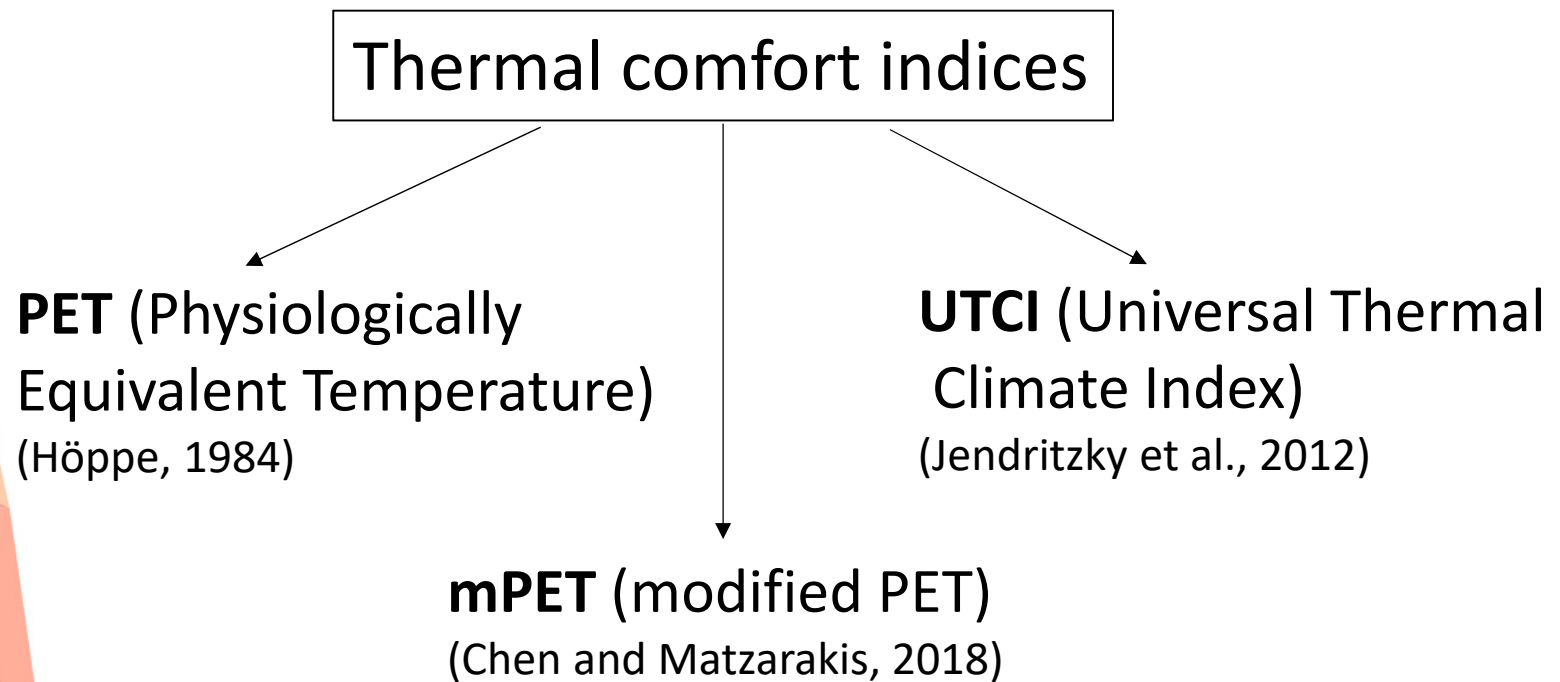 Thermal comfort indices
PET (Physiologically
Equivalent Temperature)
(Höppe, 1984)
UTCI (Universal Thermal
Climate Index)
(Jendritzky et al., 2012)
mPET (modified PET)
(Chen and Matzarakis, 2018)